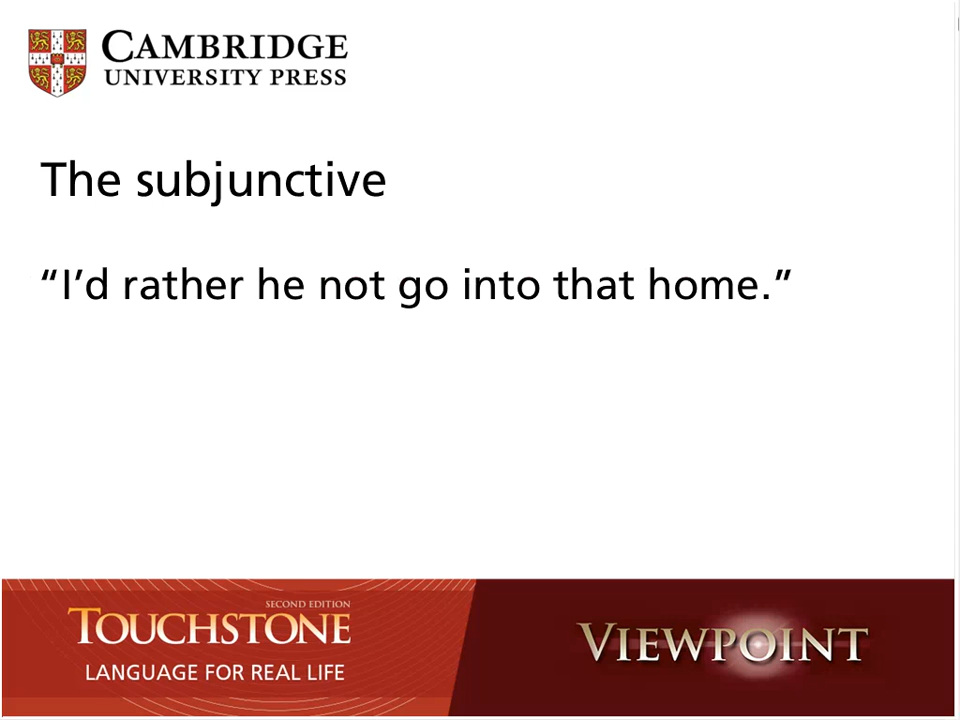 CAMBRIDGE
UNIVERSITY PRESS
The subjunctive
“I’d rather he not go into that home.”
SECOND EDITION
TOUCHSTONE
LANGUAGE FOR REAL LIFE
VIEWPOINT